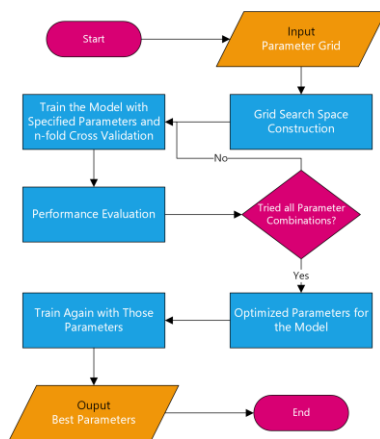 Start
Input
Parameter Grid
Train the Model with
Specified Parameters and
n-fold Cross Validation
Grid Search Space
Construction
No
Performance Evaluation
Tried all Parameter
Combinations?
Yes
Train Again with Those
Parameters
Optimized Parameters for
the Model
Ouput
Best Parameters
End